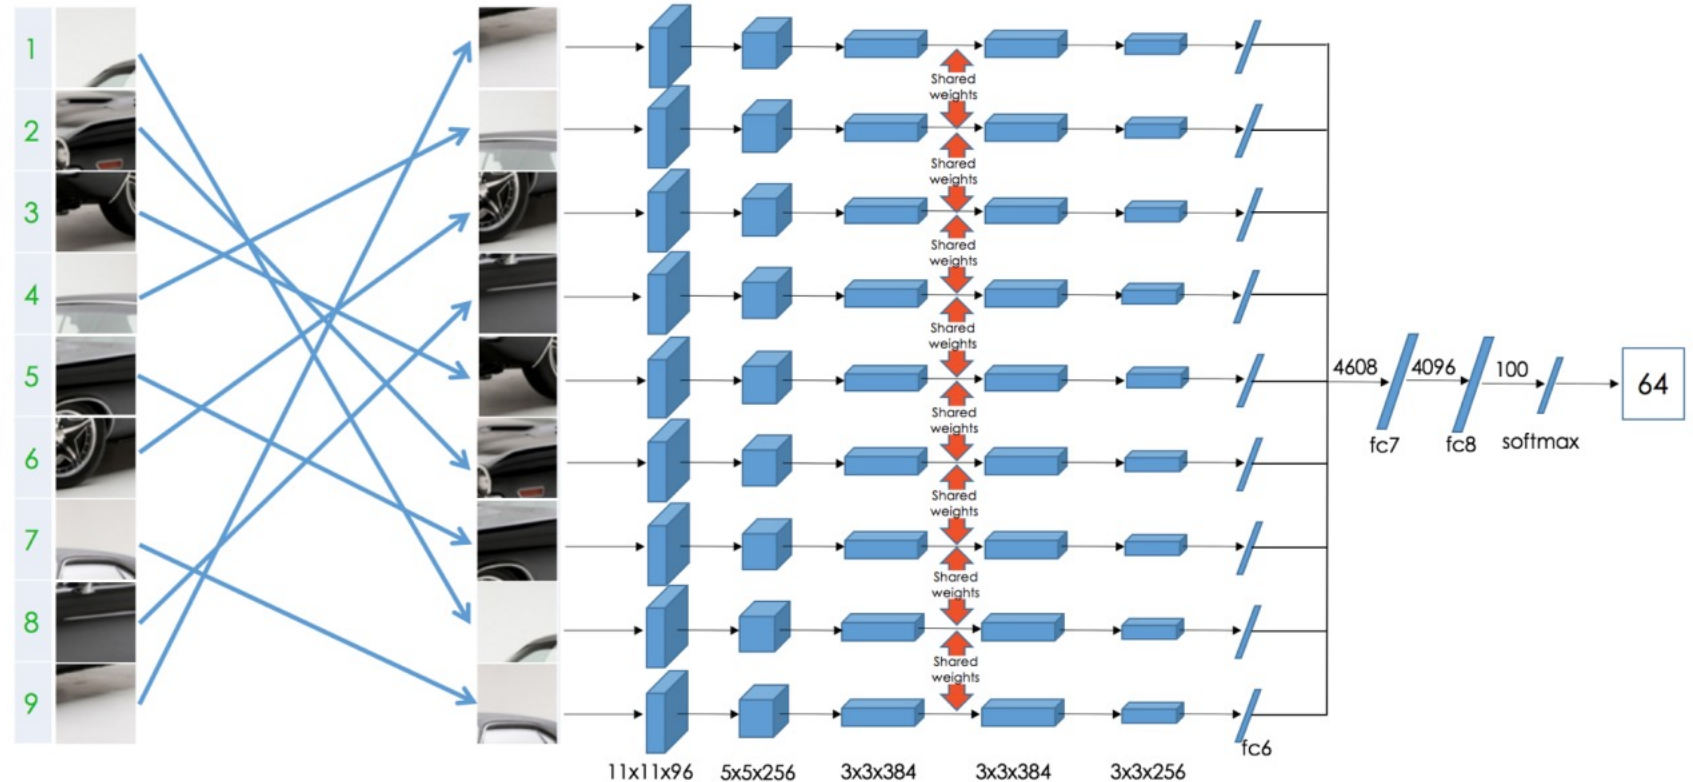 1
2
3
4
5
6
7
8
9
Shared
weights
Shared
weights
Shared
weights
Shared
weights
Shared
weights
Shared
weights
Shared
weights
Shared
weights
4608
4096
100
64
fc7
fc8
softmax
fc6
11x11x96
5x5x256
3x3x384
3x3x384
3x3x256